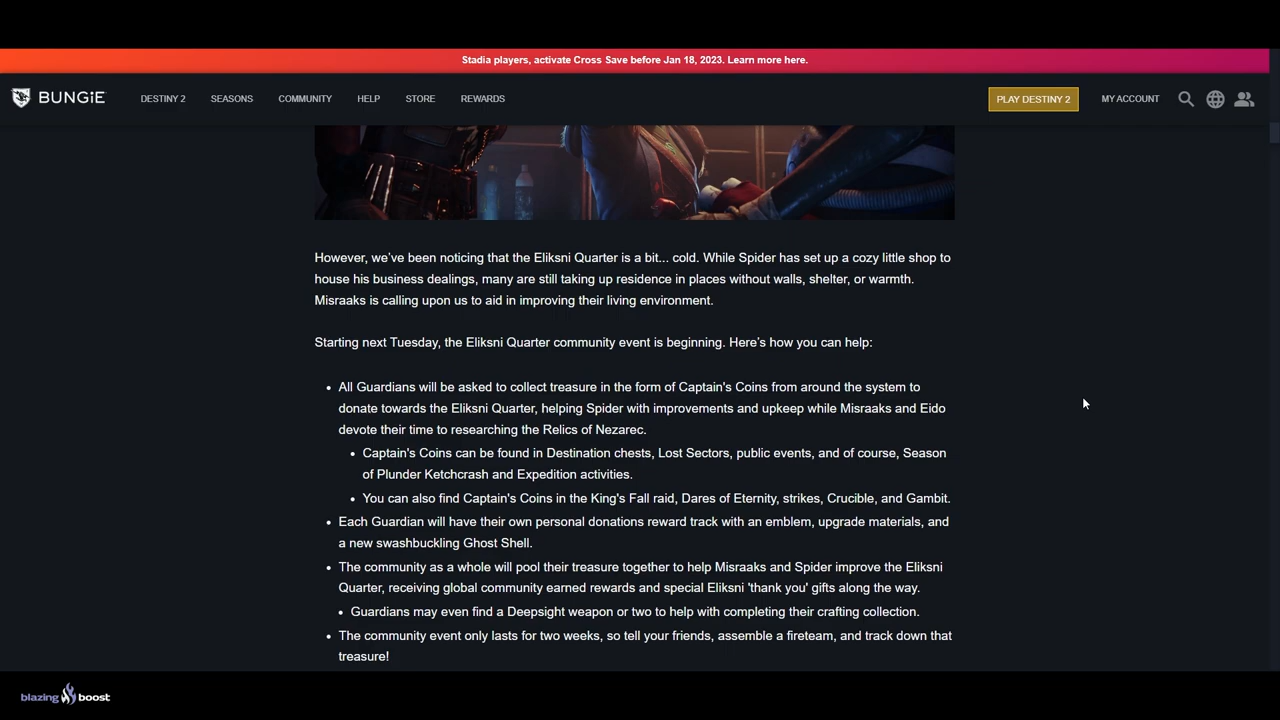 Stadia players, activate Cross Save before Jan 18, 2023. Learn more here.
BUNGiE
DESTINY 2
SEASONS
COMMUNITY
HELP
STORE
REWARDS
PLAY DESTINY 2
MY ACCOUNT
However, we've been noticing that the Eliksni Quarter is a bit... cold. While Spider has set up a cozy little shop to
house his business dealings, many are still taking up residence in places without walls, shelter, or warmth.
Misraaks is calling upon us to aid in improving their living environment.
Starting next Tuesday, the Eliksni Quarter community event is beginning. Here's how you can help:
• All Guardians will be asked to collect treasure in the form of Captain's Coins from around the system to
donate towards the Eliksni Quarter, helping Spider with improvements and upkeep while Misraaks and Eido
devote their time to researching the Relics of Nezarec.
• Captain's Coins can be found in Destination chests, Lost Sectors, public events, and of course, Season
of Plunder Ketchcrash and Expedition activities.
• You can also find Captain's Coins in the King's Fall raid, Dares of Eternity, strikes, Crucible, and Gambit.
• Each Guardian will have their own personal donations reward track with an emblem, upgrade materials, and
a new swashbuckling Ghost Shell.
• The community as a whole will pool their treasure together to help Misraaks and Spider improve the Eliksni
Quarter, receiving global community earned rewards and special Eliksni 'thank you' gifts along the way.
• Guardians may even find a Deepsight weapon or two to help with completing their crafting collection.
• The community event only lasts for two weeks, so tell your friends, assemble a fireteam, and track down that
treasure!
blazing boost